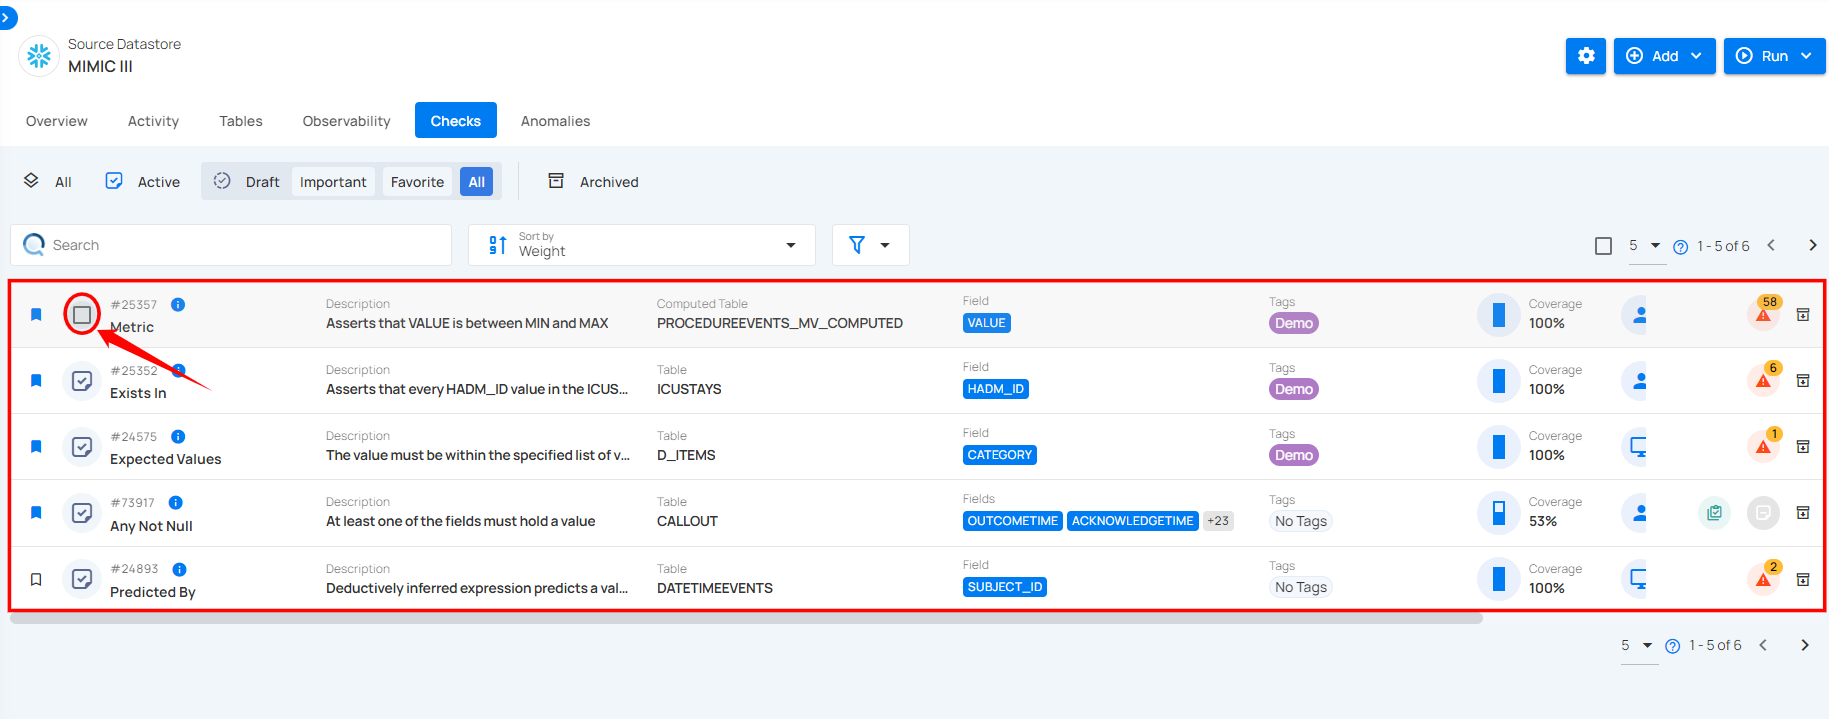 Source Datastore
MIMIC III
Add
Run
Overview
Activity
Tables
Observability
Checks
Anomalies
All
Active
Draft
Important
Favorite
All
Archived
Search
Sort by
Weight
5
1 - 5 of 6
#25357
Metric
Description
Asserts that VALUE is between MIN and MAX
Computed Table
PROCEDUREEVENTS_MV_COMPUTED
Field
VALUE
Tags
Demo
Coverage
100%
58
#25352
Exists In
Description
Asserts that every HADM_ID value in the ICUS...
Table
ICUSTAYS
Field
HADM_ID
Tags
Demo
Coverage
100%
6
#24575
Expected Values
Description
The value must be within the specified list of v...
Table
D_ITEMS
Field
CATEGORY
Tags
Demo
Coverage
100%
1
#73917
Any Not Null
Description
At least one of the fields must hold a value
Table
CALLOUT
Fields
OUTCOMETIME ACKNOWLEDGETIME +23
Tags
No Tags
Coverage
53%
#24893
Predicted By
Description
Deductively inferred expression predicts a val...
Table
DATETIMEEVENTS
Field
SUBJECT_ID
Tags
No Tags
Coverage
100%
2
5
1 - 5 of 6